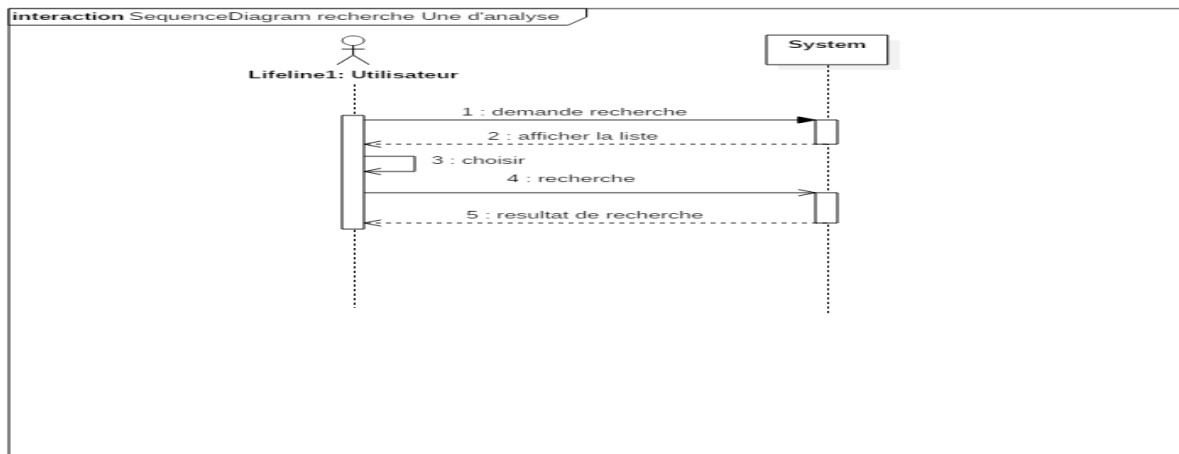 interaction SequenceDiagram recherche Une d'analyse
System
Lifeline1: Utilisateur
1 : demande recherche
2 : afficher la liste
3 : choisir
4 : recherche
5 : resultat de recherche